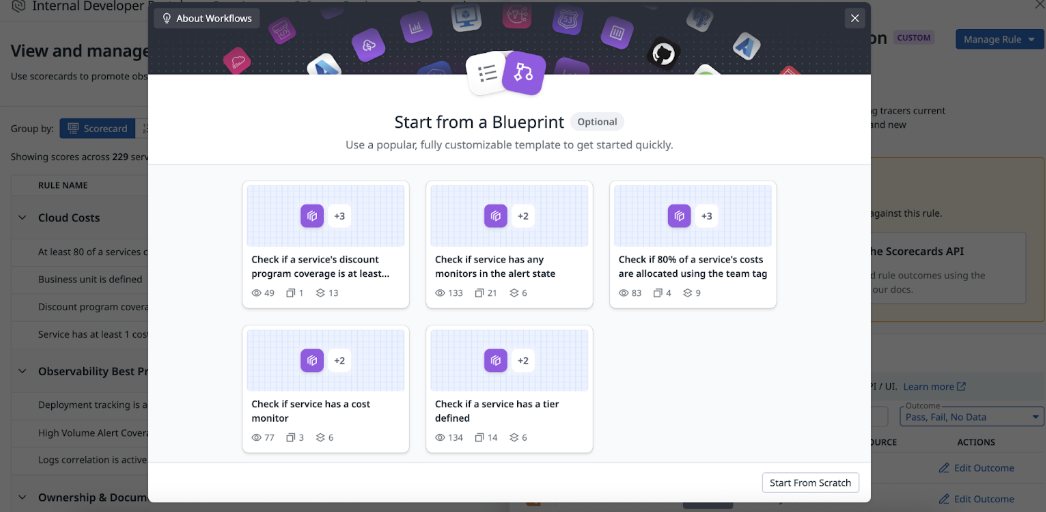 Internal Developer
About Workflows
View and manage
Use scorecards to promote obs
on CUSTOM
Manage Rule
ng tracers current
and new
Start from a Blueprint Optional
Use a popular, fully customizable template to get started quickly.
Group by: Scorecard
Showing scores across 229 serv
RULE NAME
Cloud Costs
At least 80 of a services c
Business unit is defined
Discount program covera
Service has at least 1 cost
Observability Best Pr
Deployment tracking is a
High Volume Alert Covera
Logs correlation is active
Ownership & Docum
+3
Check if a service's discount
program coverage is at least...
49 1 13
+2
Check if service has any
monitors in the alert state
133 21 6
+3
Check if 80% of a service's costs
are allocated using the team tag
83 4 9
+2
Check if service has a cost
monitor
77 3 6
+2
Check if a service has a tier
defined
134 14 6
against this rule.
he Scorecards API
d rule outcomes using the
our docs.
PI / UI. Learn more
Outcome
Pass, Fail, No Data
OURCE ACTIONS
Edit Outcome
Edit Outcome
Start From Scratch